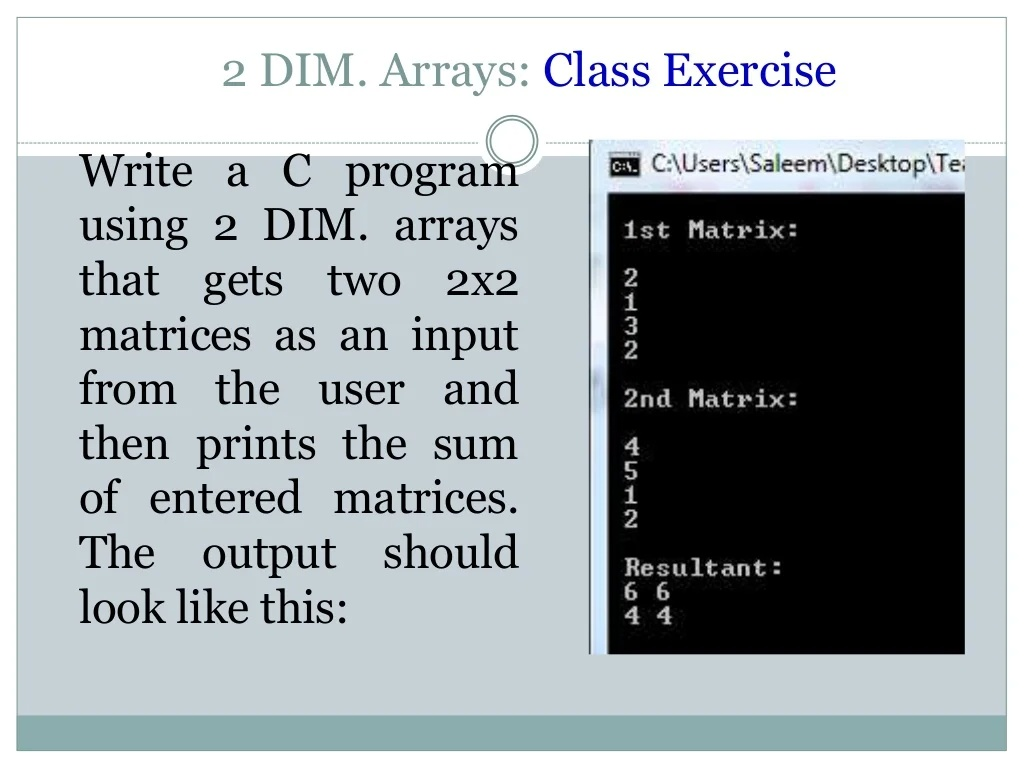 2 DIM. Arrays: Class Exercise
Write a C program
using 2 DIM. arrays
that gets two 2x2
matrices as an input
from the user and
then prints the sum
of entered matrices.
The output should
look like this:
C:\Users\Saleem\Desktop\Tea
1st Matrix:
2
1
3
2
2nd Matrix:
4
5
1
2
Resultant:
6 6
4 4